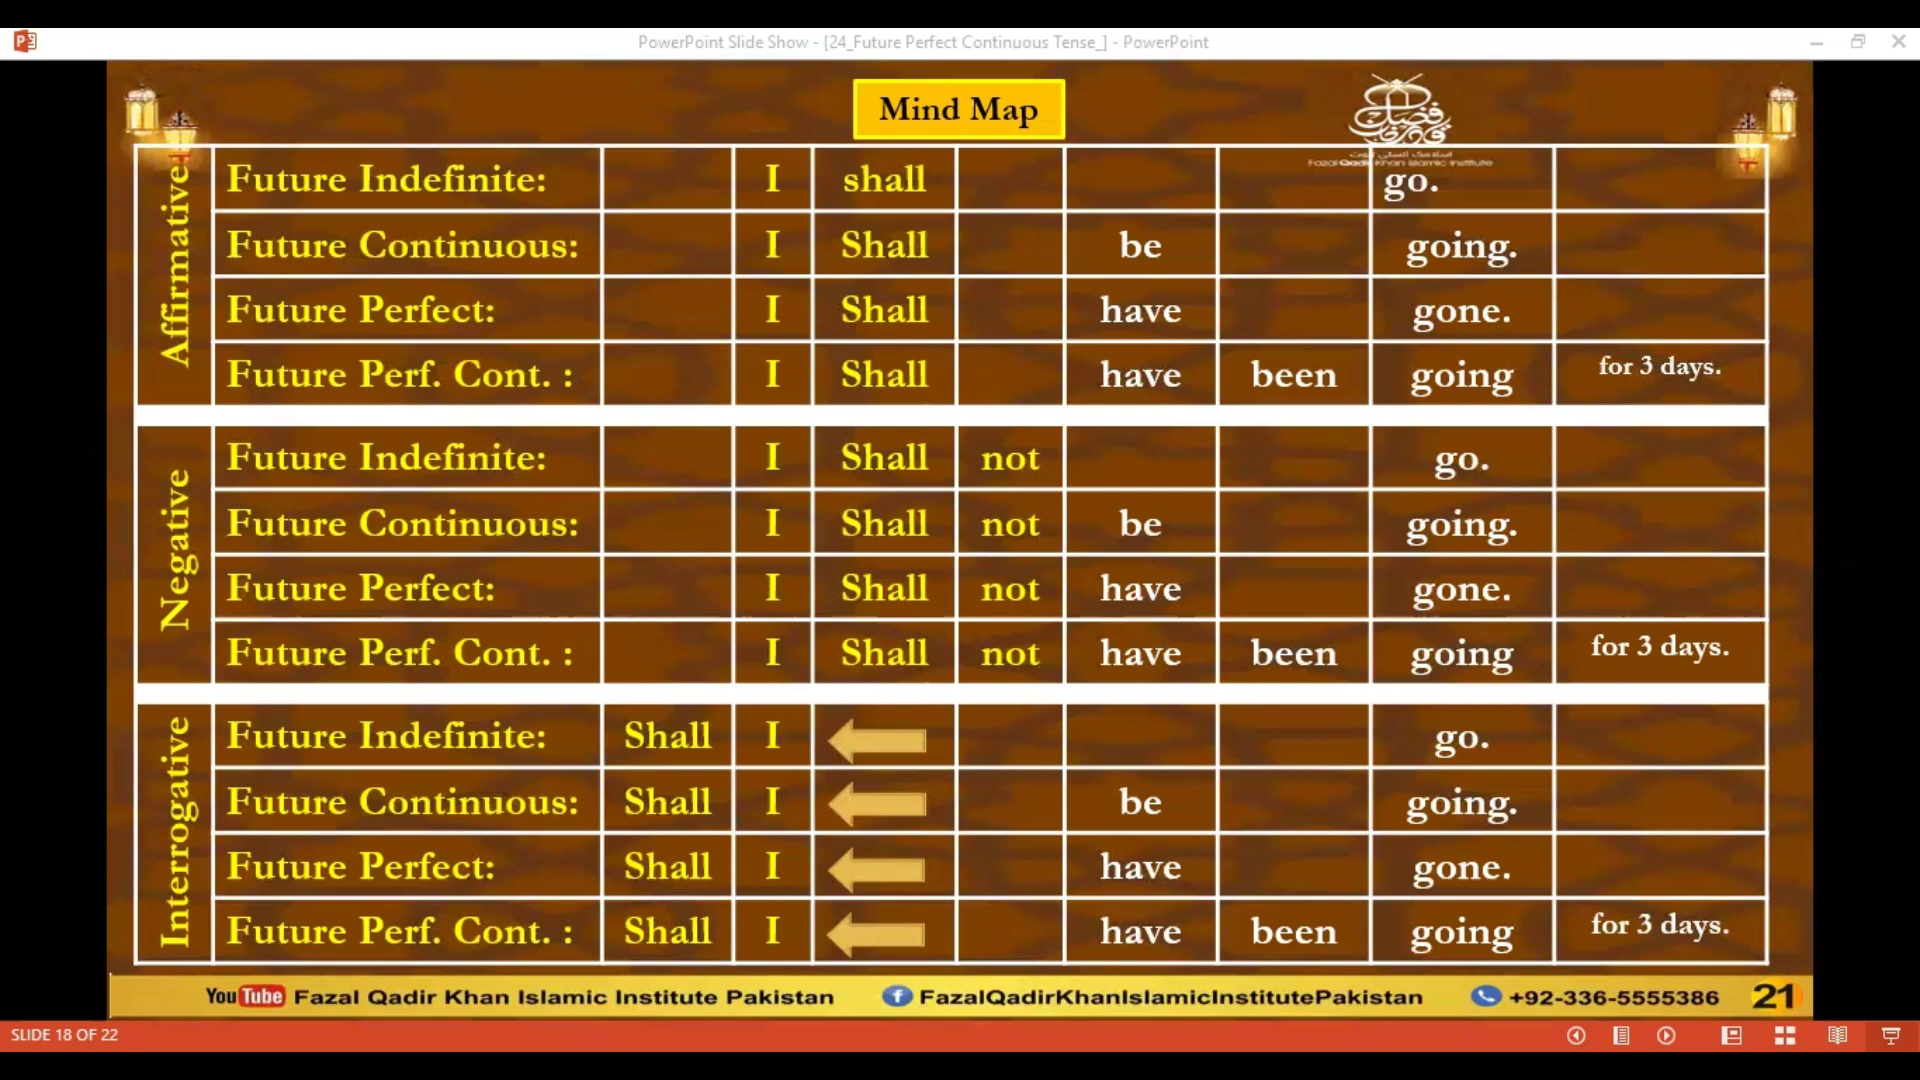 PowerPoint Slide Show - [24_Future Perfect Continuous Tense_] - PowerPoint
Mind Map
Fazal Qadir Khan Islamic Institute
Affirmative
Future Indefinite: I shall go.
Future Continuous: I Shall be going.
Future Perfect: I Shall have gone.
Future Perf. Cont. : I Shall have been going for 3 days.
Negative
Future Indefinite: I Shall not go.
Future Continuous: I Shall not be going.
Future Perfect: I Shall not have gone.
Future Perf. Cont. : I Shall not have been going for 3 days.
Interrogative
Future Indefinite: Shall I go.
Future Continuous: Shall I be going.
Future Perfect: Shall I have gone.
Future Perf. Cont. : Shall I have been going for 3 days.
YouTube Fazal Qadir Khan Islamic Institute Pakistan FazalQadirKhanIslamicInstitutePakistan +92-336-5555386 21
SLIDE 18 OF 22